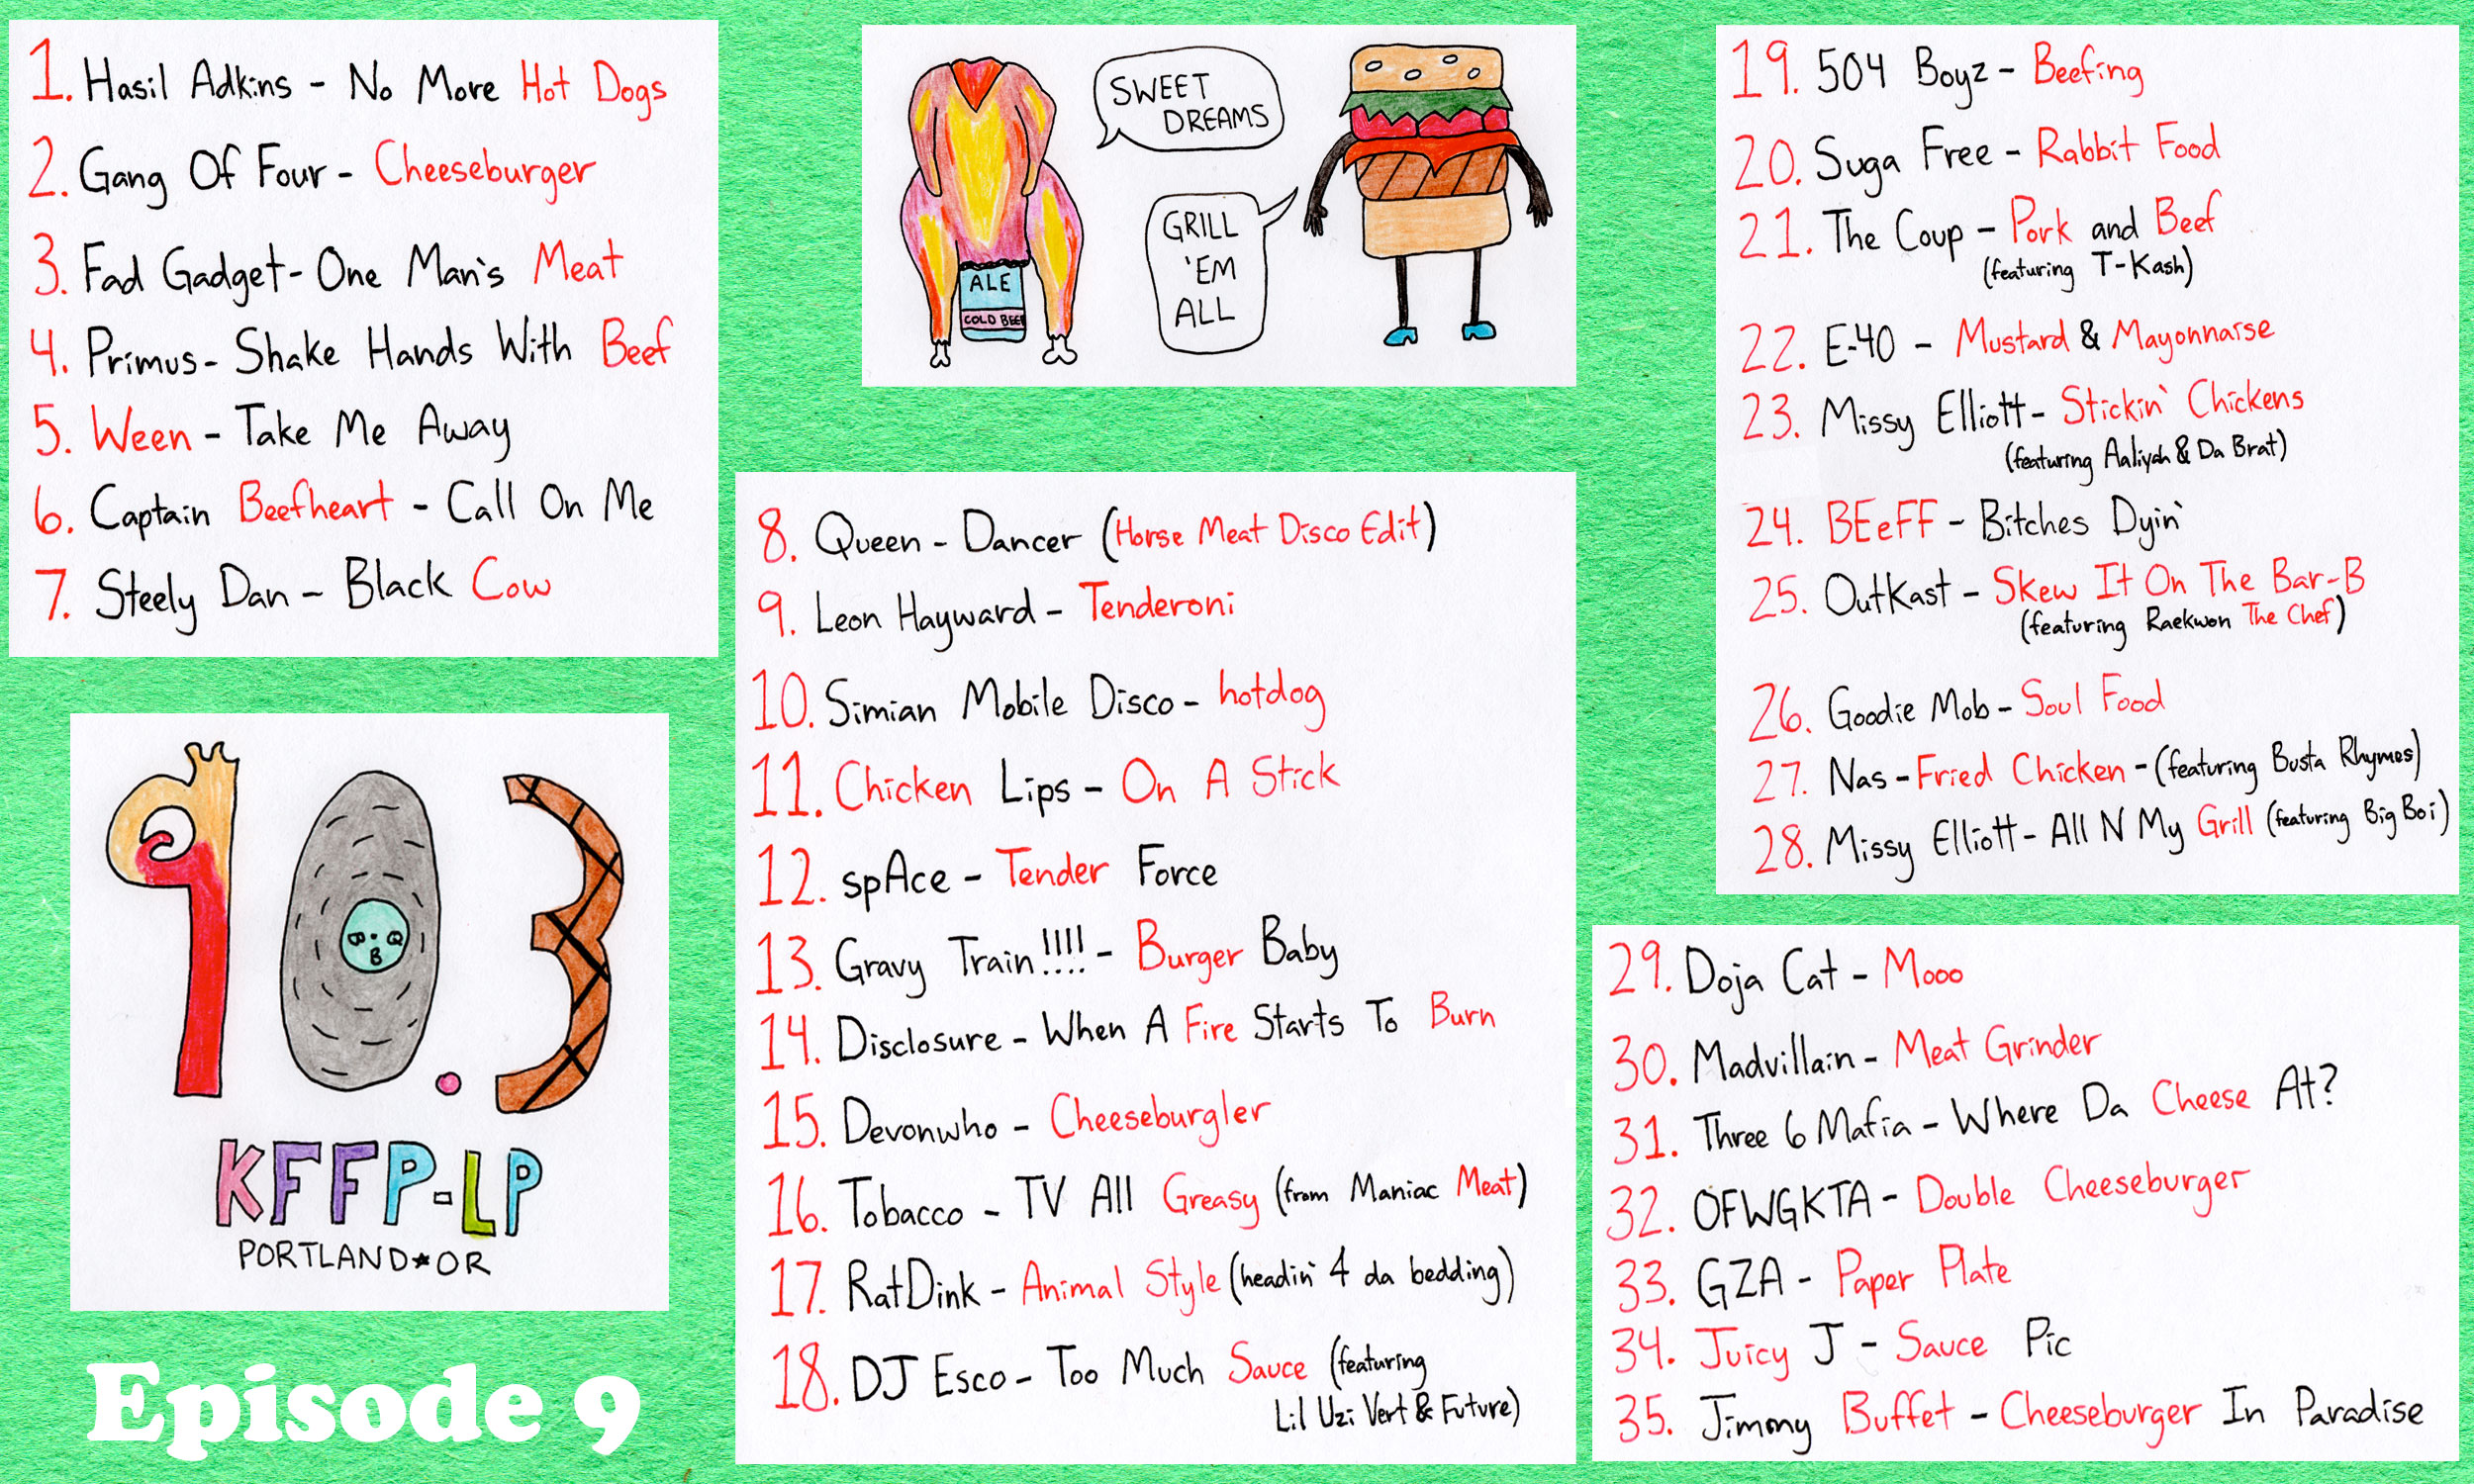 1. Hasil Adkins - No More Hot Dogs
2. Gang Of Four - Cheeseburger
3. Fad Gadget - One Man's Meat
4. Primus - Shake Hands With Beef
5. Ween - Take Me Away
6. Captain Beefheart - Call On Me
7. Steely Dan - Black Cow
90.3
KFFP-LP
PORTLAND★OR
Episode 9
SWEET
DREAMS
GRILL
'EM
ALL
ALE
COLD BEE
8. Queen - Dancer (Horse Meat Disco Edit)
9. Leon Hayward - Tenderoni
10. Simian Mobile Disco - hotdog
11. Chicken Lips - On A Stick
12. spAce - Tender Force
13. Gravy Train!!!! - Burger Baby
14. Disclosure - When A Fire Starts To Burn
15. Devonwho - Cheeseburgler
16. Tobacco - TV All Greasy (from Maniac Meat)
17. RatDink - Animal Style (headin' 4 da bedding)
18. DJ Esco - Too Much Sauce (featuring
Lil Uzi Vert & Future)
19. 504 Boyz - Beefing
20. Suga Free - Rabbit Food
21. The Coup - Pork and Beef
(featuring T-Kash)
22. E-40 - Mustard & Mayonnaise
23. Missy Elliott - Stickin' Chickens
(featuring Aaliyah & Da Brat)
24. BEeFF - Bitches Dyin'
25. OutKast - Skew It On The Bar-B
(featuring Raekwon The Chef)
26. Goodie Mob - Soul Food
27. Nas - Fried Chicken - (featuring Busta Rhymes)
28. Missy Elliott - All N My Grill (featuring Big Boi)
29. Doja Cat - Mooo
30. Madvillain - Meat Grinder
31. Three 6 Mafia - Where Da Cheese At?
32. OFWGKTA - Double Cheeseburger
33. GZA - Paper Plate
34. Juicy J - Sauce Pic
35. Jimmy Buffet - Cheeseburger In Paradise